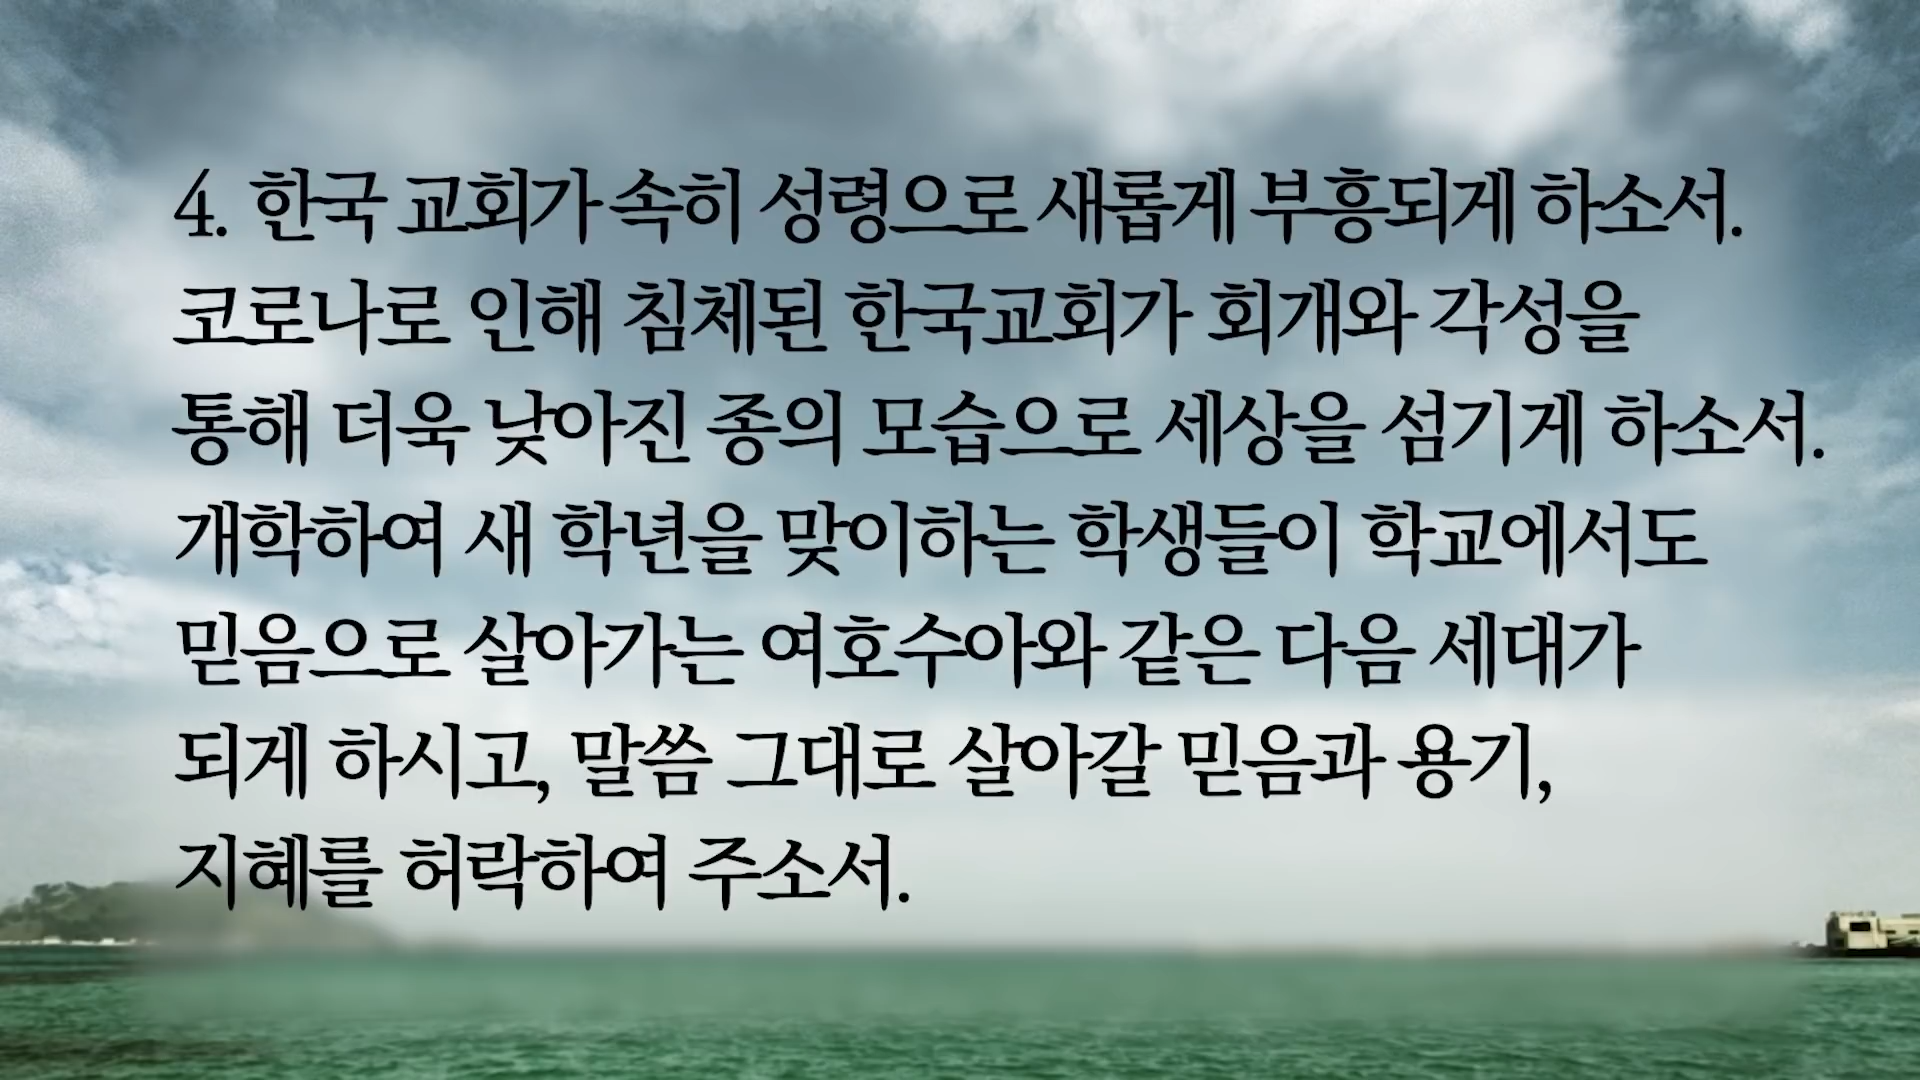 4. 한국 교회가 속히 성령으로 새롭게 부흥되게 하소서.
코로나로 인해 침체된 한국교회가 회개와 각성을
통해 더욱 낮아진 종의 모습으로 세상을 섬기게 하소서.
개학하여 새 학년을 맞이하는 학생들이 학교에서도
믿음으로 살아가는 여호수아와 같은 다음 세대가
되게 하시고, 말씀 그대로 살아갈 믿음과 용기,
지혜를 허락하여 주소서.